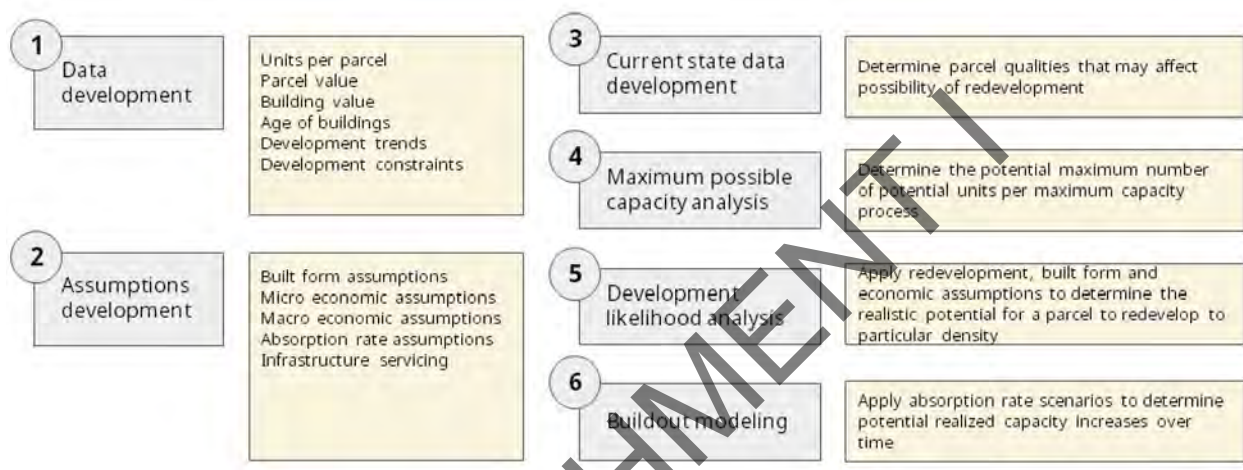 1
Data
development
Units per parcel
Parcel value
Building value
Age of buildings
Development trends
Development constraints
2
Assumptions
development
Built form assumptions
Micro economic assumptions
Macro economic assumptions
Absorption rate assumptions
Infrastructure servicing
3
Current state data
development
Determine parcel qualities that may affect
possibility of redevelopment
4
Maximum possible
capacity analysis
Determine the potential maximum number
of potential units per maximum capacity
process
5
Development
likelihood analysis
Apply redevelopment, built form and
economic assumptions to determine the
realistic potential for a parcel to redevelop to
particular density
6
Buildout modeling
Apply absorption rate scenarios to determine
potential realized capacity increases over
time
HMENT I